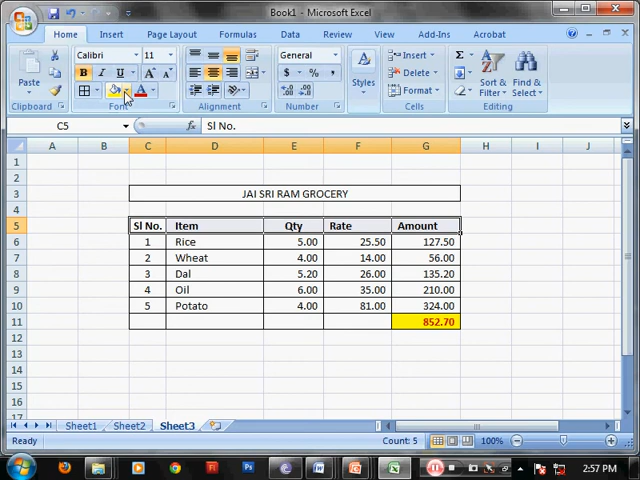 Book1 - Microsoft Excel
Home Insert Page Layout Formulas Data Review View Add-Ins Acrobat
Calibri 11 General Insert Σ
Paste B I U A A $ % , Styles Delete Sort & Filter Find & Select
A Format
Clipboard Font Alignment Number Cells Editing
C5 fx Sl No.
A B C D E F G H I J
1
2
3 JAI SRI RAM GROCERY
4
5 Sl No. Item Qty Rate Amount
6 1 Rice 5.00 25.50 127.50
7 2 Wheat 4.00 14.00 56.00
8 3 Dal 5.20 26.00 135.20
9 4 Oil 6.00 35.00 210.00
10 5 Potato 4.00 81.00 324.00
11 852.70
12
13
14
15
16
17
Sheet1 Sheet2 Sheet3
Ready Count: 5 100%
2:57 PM